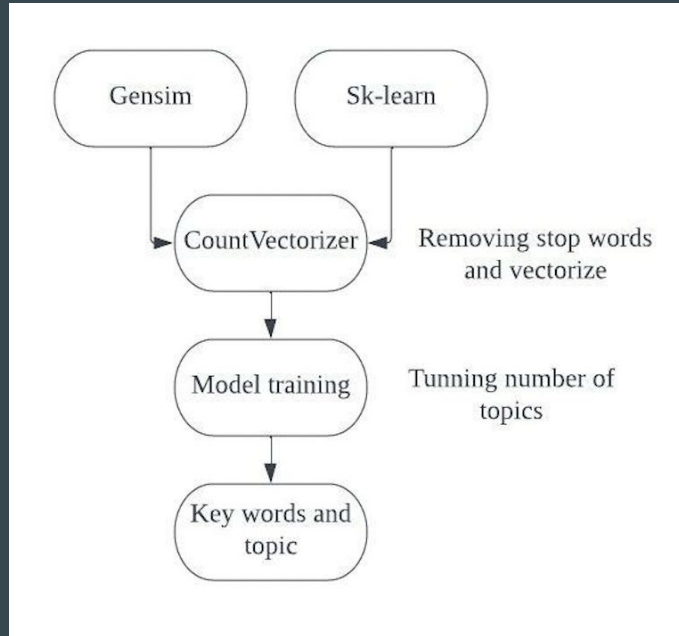 Gensim
Sk-learn
CountVectorizer
Removing stop words
and vectorize
Model training
Tunning number of
topics
Key words and
topic